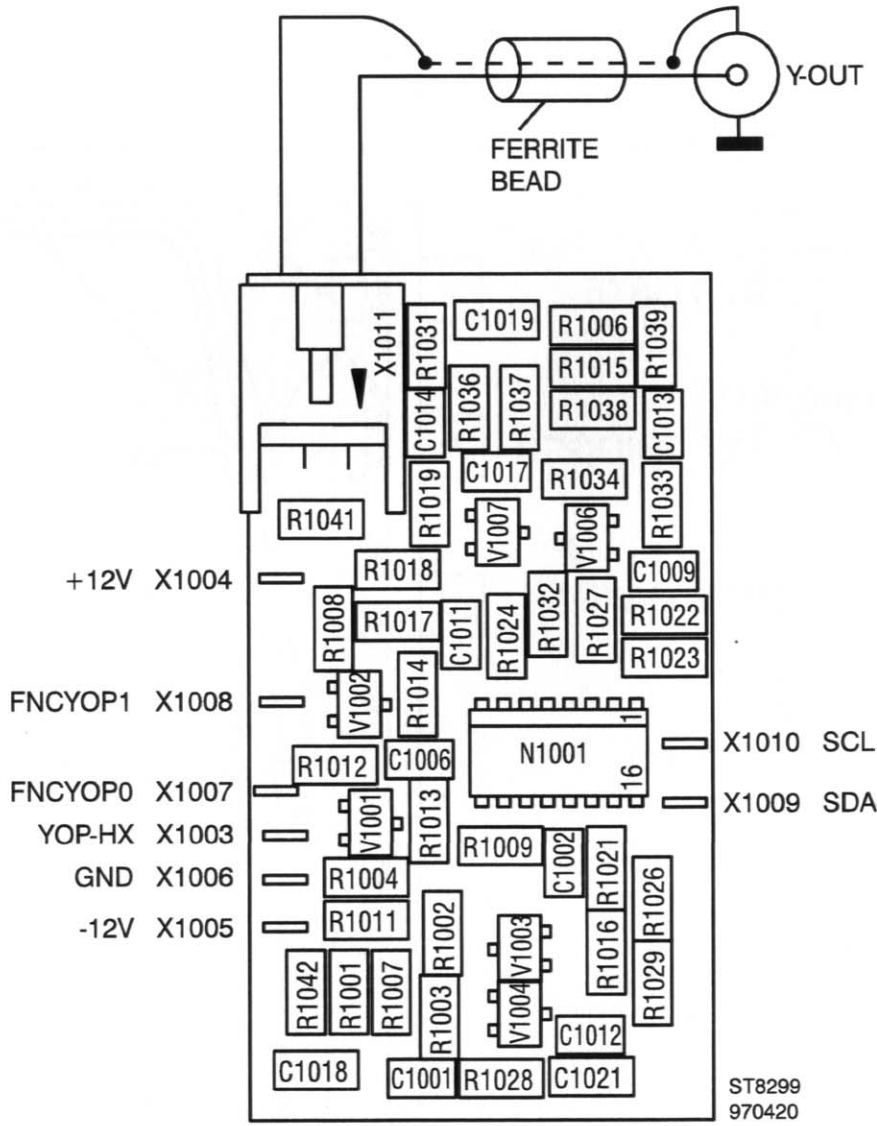 Y-OUT
FERRITE
BEAD
X1011
R1031
C1019
R1006
R1039
R1015
C1014
R1036
R1037
R1038
C1013
C1017
R1019
R1034
R1033
R1041
V1007
V1006
+12V X1004
R1018
C1009
R1008
R1017
C1011
R1024
R1032
R1027
R1022
R1023
FNCYOP1 X1008
V1002
R1014
1
N1001
16
X1010 SCL
R1012
C1006
FNCYOP0 X1007
X1009 SDA
YOP-HX X1003
V1001
R1013
R1009
C1002
R1021
GND X1006
R1004
R1026
-12V X1005
R1011
R1002
V1003
R1016
R1042
R1001
R1007
R1029
R1003
V1004
C1012
C1018
C1001
R1028
C1021
ST8299
970420